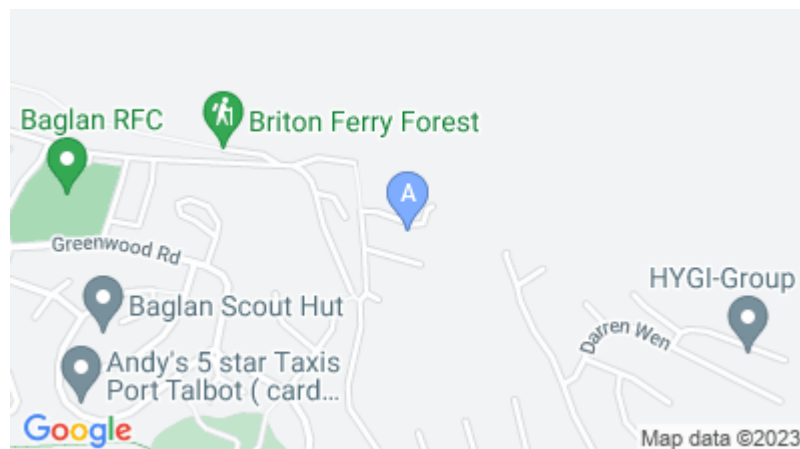 Baglan RFC
Briton Ferry Forest
A
Greenwood Rd
HYGI-Group
Baglan Scout Hut
Darren Wen
Andy's 5 star Taxis
Port Talbot ( card...
Google
Map data ©2023